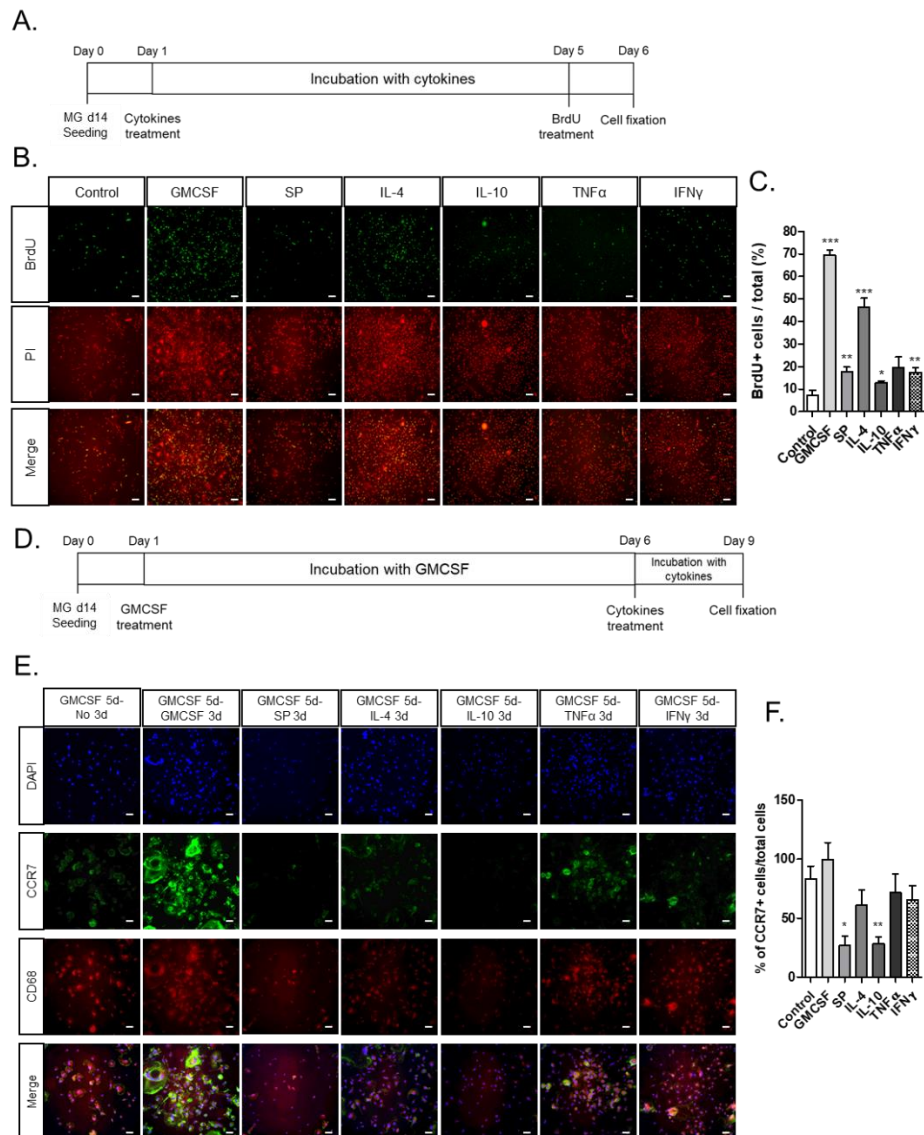 A.
Day 0 Day 1 Day 5 Day 6
Incubation with cytokines
MG d14 Seeding Cytokines treatment BrdU treatment Cell fixation
B.
Control GMCSF SP IL-4 IL-10 TNFα IFNγ
BrdU
PI
Merge
C.
BrdU+ cells / total (%)
80
70
60
50
40
30
20
10
0
***
**
***
*
**
Control GMCSF SP IL-4 IL-10 TNFα IFNγ
D.
Day 0 Day 1 Day 6 Day 9
Incubation with GMCSF
Incubation with cytokines
MG d14 Seeding GMCSF treatment Cytokines treatment Cell fixation
E.
GMCSF 5d- No 3d
GMCSF 5d- GMCSF 3d
GMCSF 5d- SP 3d
GMCSF 5d- IL-4 3d
GMCSF 5d- IL-10 3d
GMCSF 5d- TNFα 3d
GMCSF 5d- IFNγ 3d
DAPI
CCR7
CD68
Merge
F.
% of CCR7+ cells/total cells
150
100
50
0
*
**
Control GMCSF SP IL-4 IL-10 TNFα IFNγ